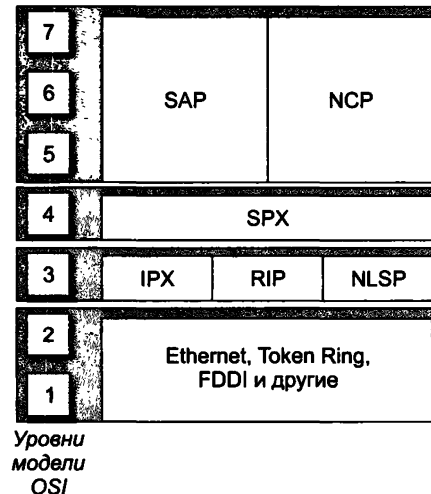 7
6
SAP
NCP
5
4
SPX
3
IPX
RIP
NLSP
2
Ethernet, Token Ring,
FDDI и другие
1
Уровни
модели
OSI